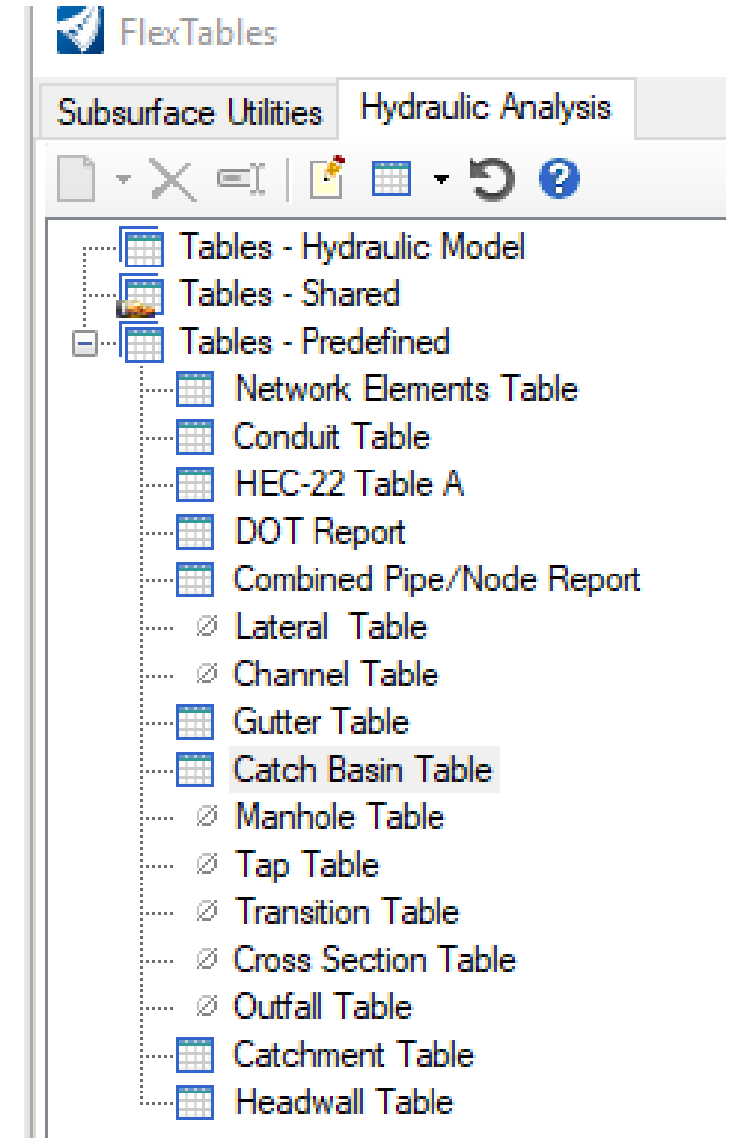 FlexTables
Subsurface Utilities Hydraulic Analysis
Tables - Hydraulic Model
Tables - Shared
Tables - Predefined
Network Elements Table
Conduit Table
HEC-22 Table A
DOT Report
Combined Pipe/Node Report
Lateral  Table
Channel Table
Gutter Table
Catch Basin Table
Manhole Table
Tap Table
Transition Table
Cross Section Table
Outfall Table
Catchment Table
Headwall Table